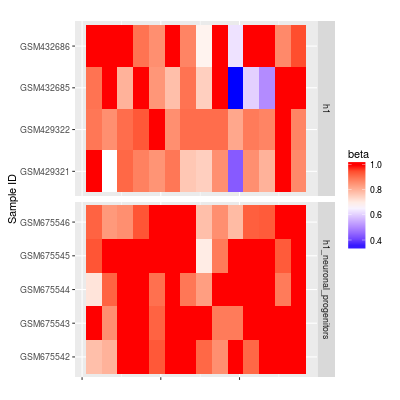 GSM432686
GSM432685
GSM429322
GSM429321
h1
GSM675546
GSM675545
GSM675544
GSM675543
GSM675542
h1_neuronal_progenitors
Sample ID
beta
1.0
0.8
0.6
0.4